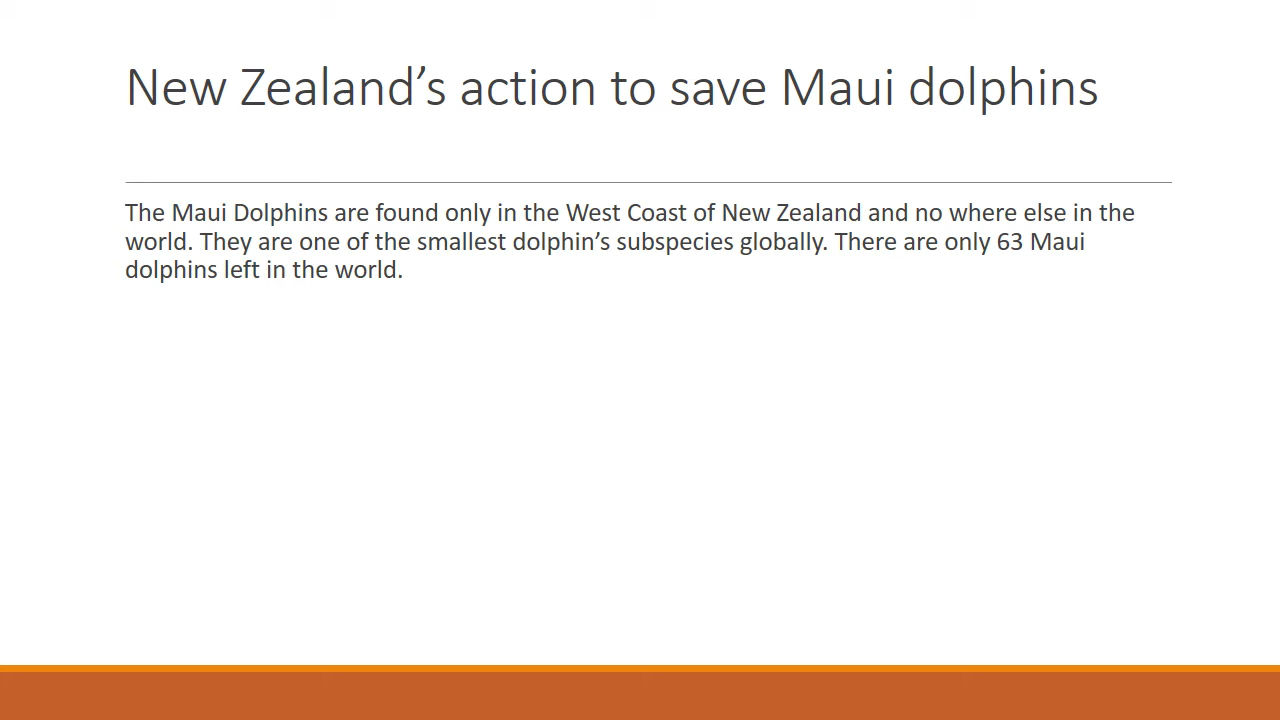 New Zealand’s action to save Maui dolphins
The Maui Dolphins are found only in the West Coast of New Zealand and no where else in the
world. They are one of the smallest dolphin’s subspecies globally. There are only 63 Maui
dolphins left in the world.